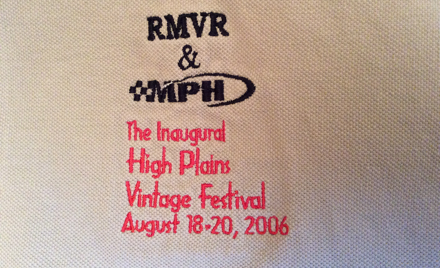 RMVR
&
MPH
The Inaugural
High Plains
Vintage Festival
August 18-20, 2006